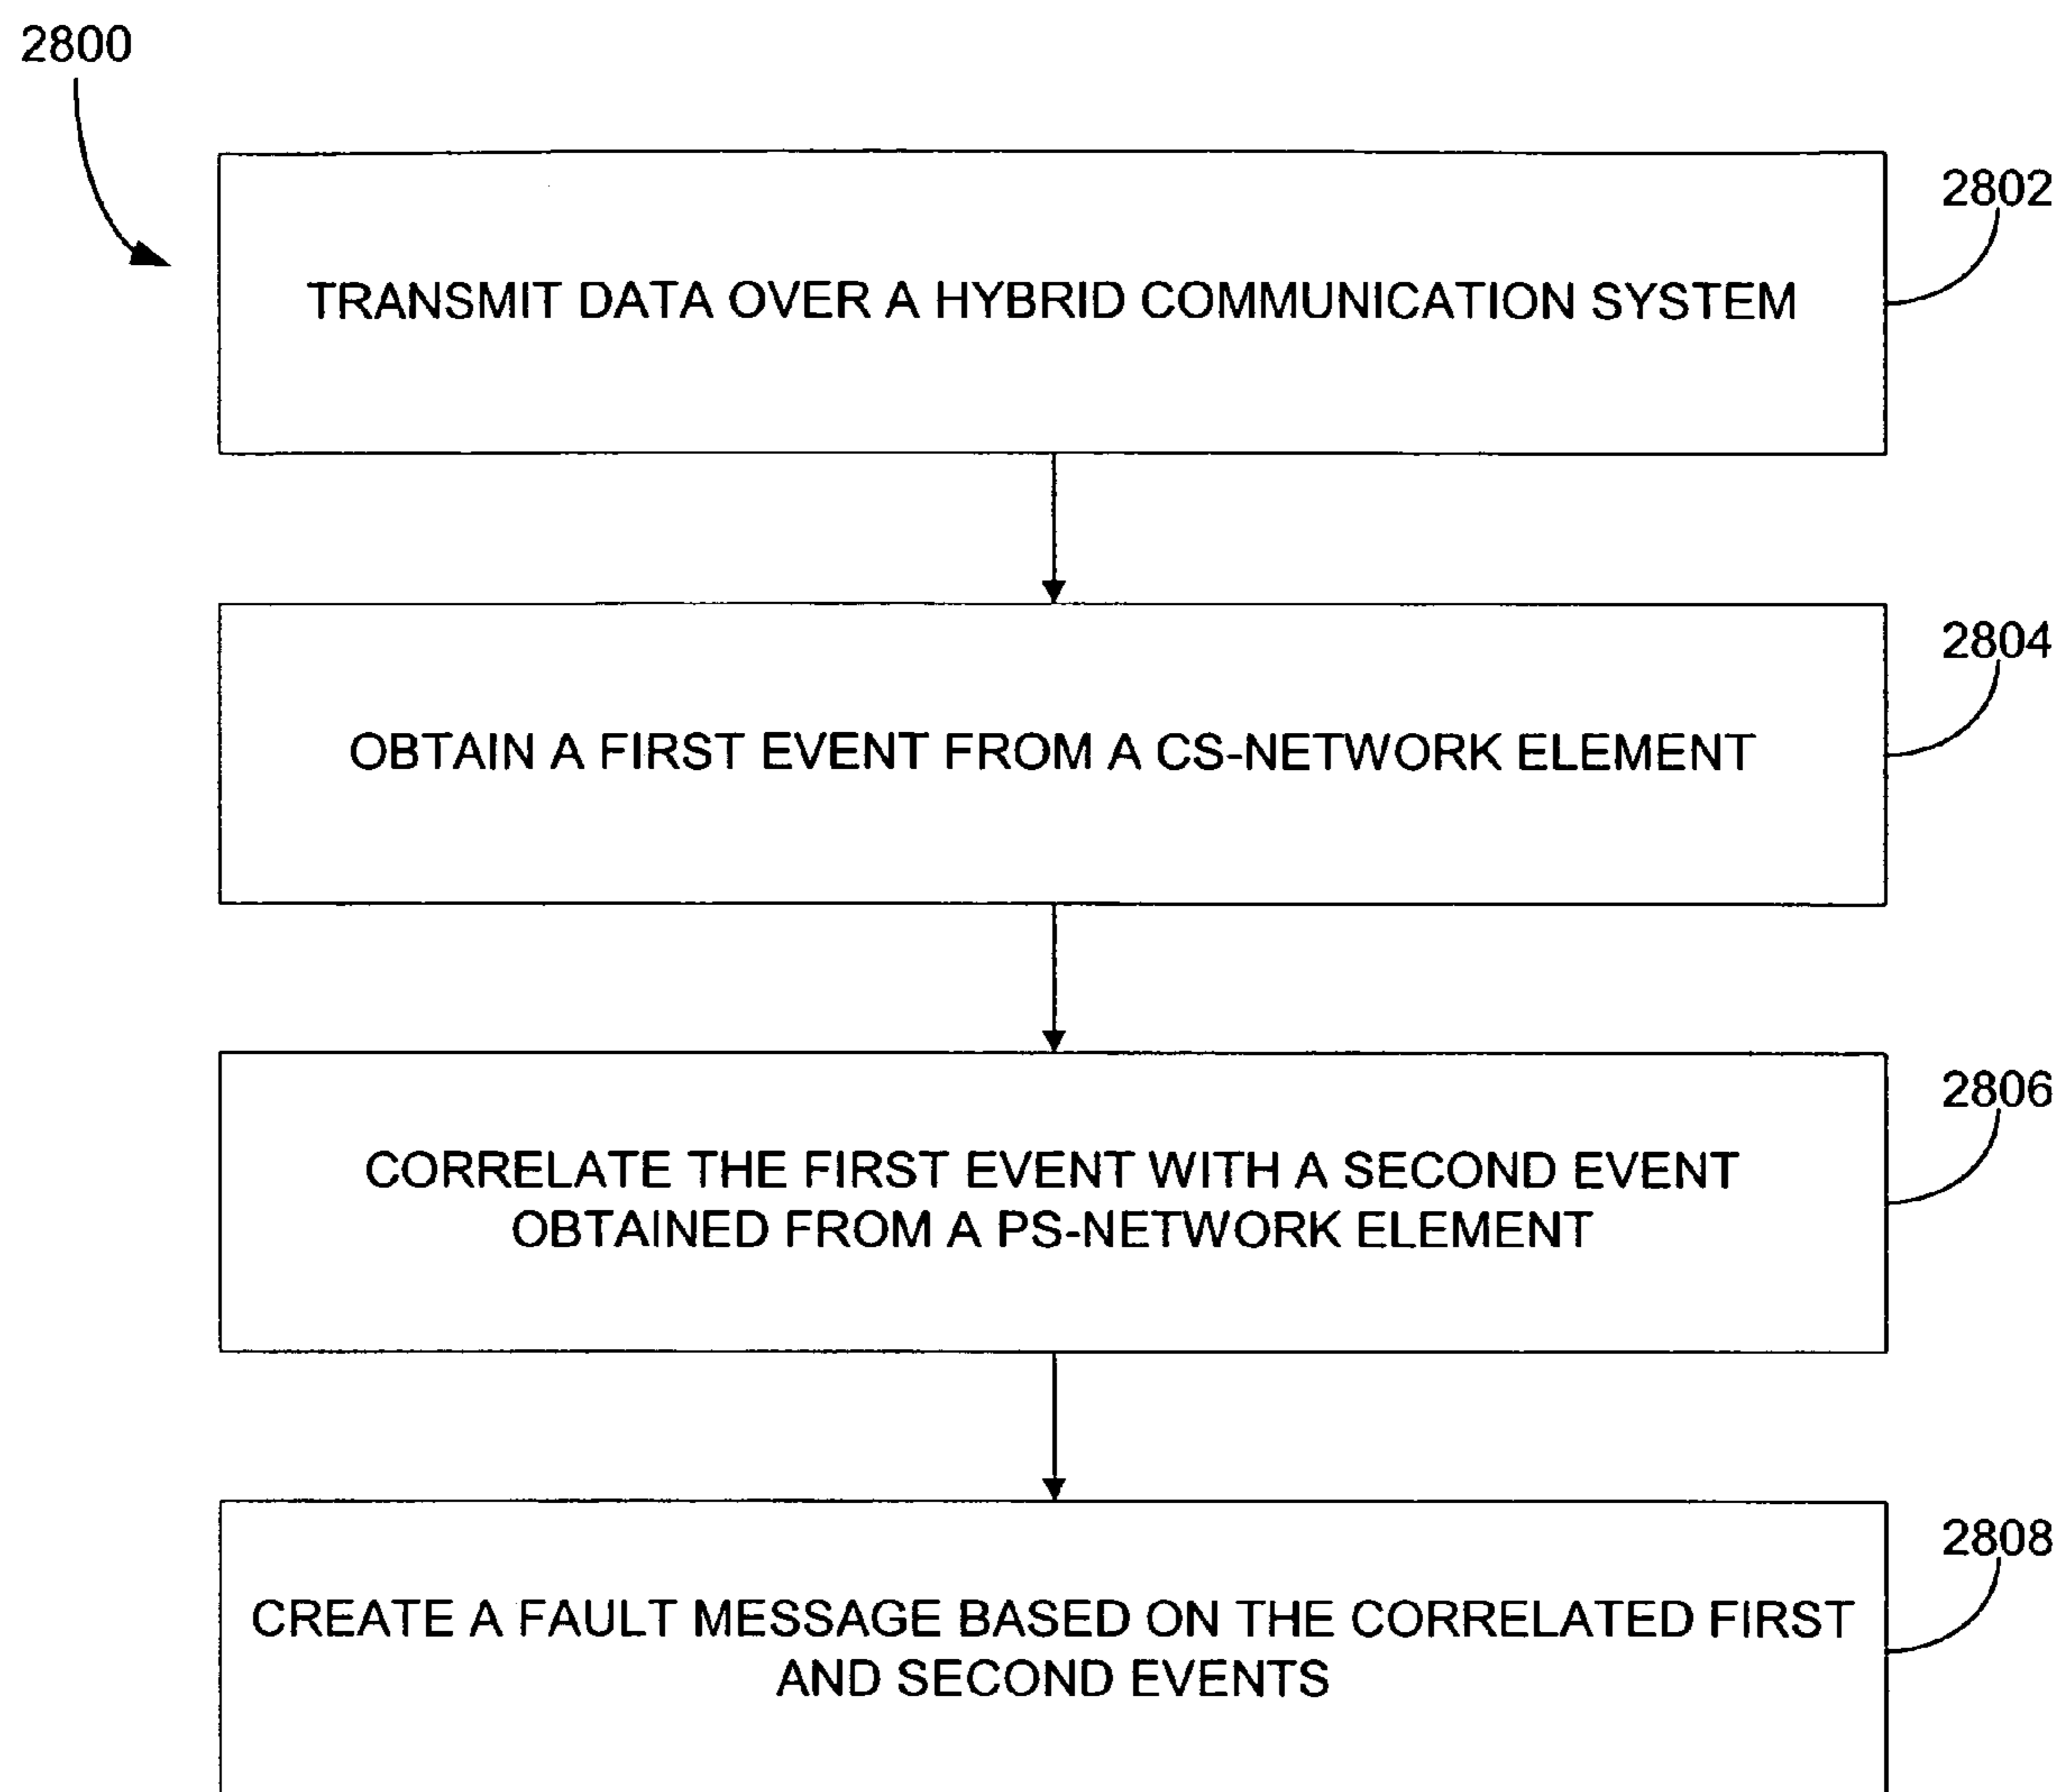 2800
2802
TRANSMIT DATA OVER A HYBRID COMMUNICATION SYSTEM
2804
OBTAIN A FIRST EVENT FROM A CS-NETWORK ELEMENT
2806
CORRELATE THE FIRST EVENT WITH A SECOND EVENT
OBTAINED FROM A PS-NETWORK ELEMENT
2808
CREATE A FAULT MESSAGE BASED ON THE CORRELATED FIRST
AND SECOND EVENTS